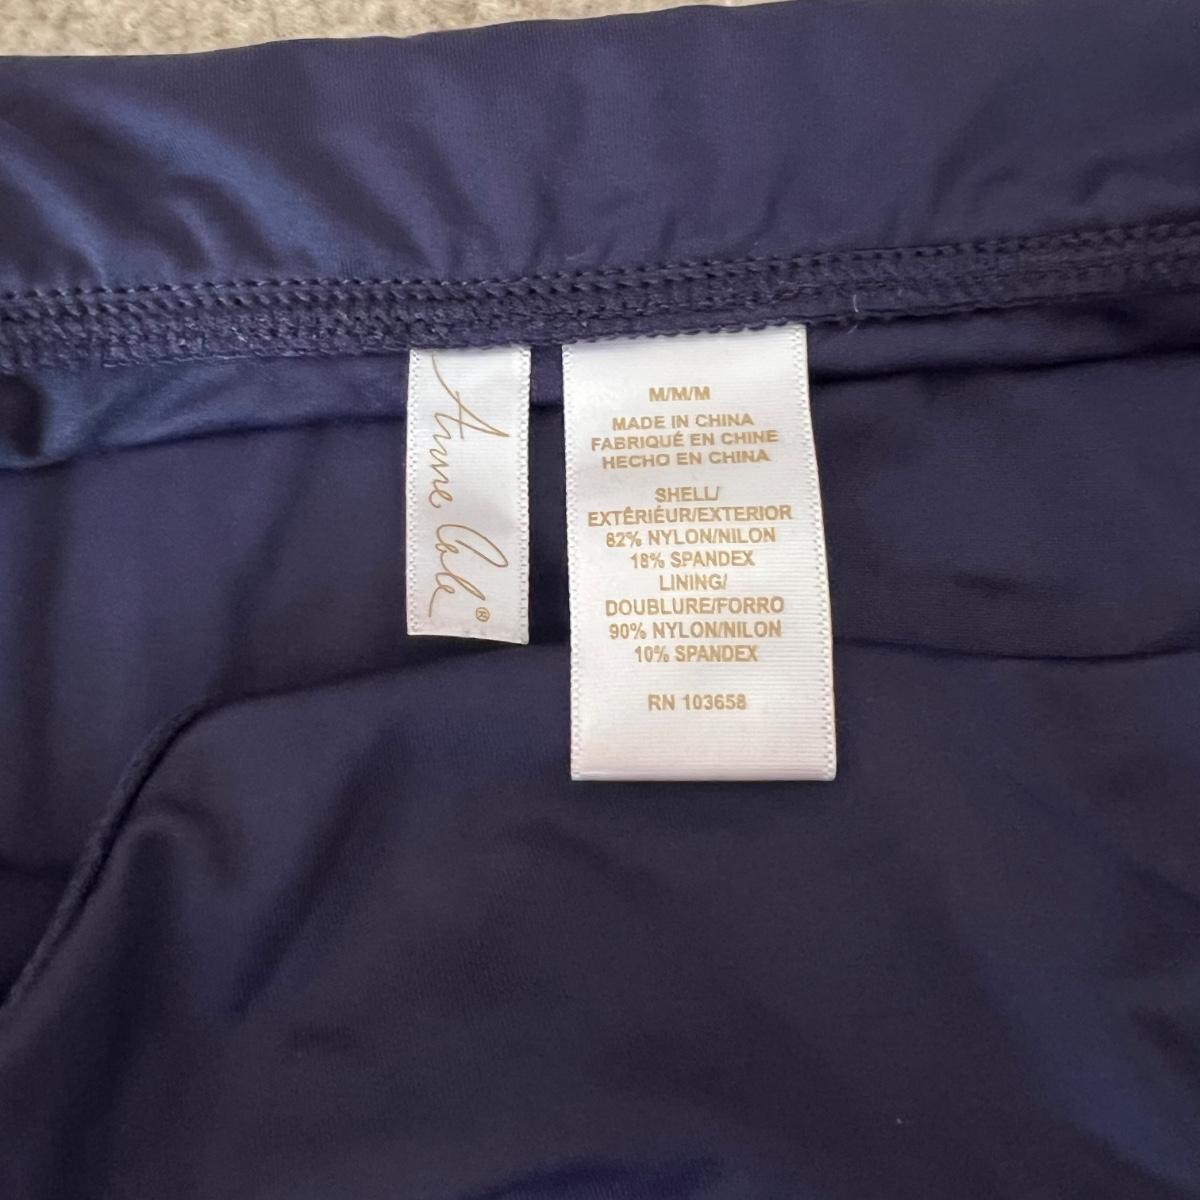 Anne Cole®
M/M/M
MADE IN CHINA
FABRIQUÉ EN CHINE
HECHO EN CHINA
SHELL/
EXTÉRIÉUR/EXTERIOR
82% NYLON/NILON
18% SPANDEX
LINING/
DOUBLURE/FORRO
90% NYLON/NILON
10% SPANDEX
RN 103658